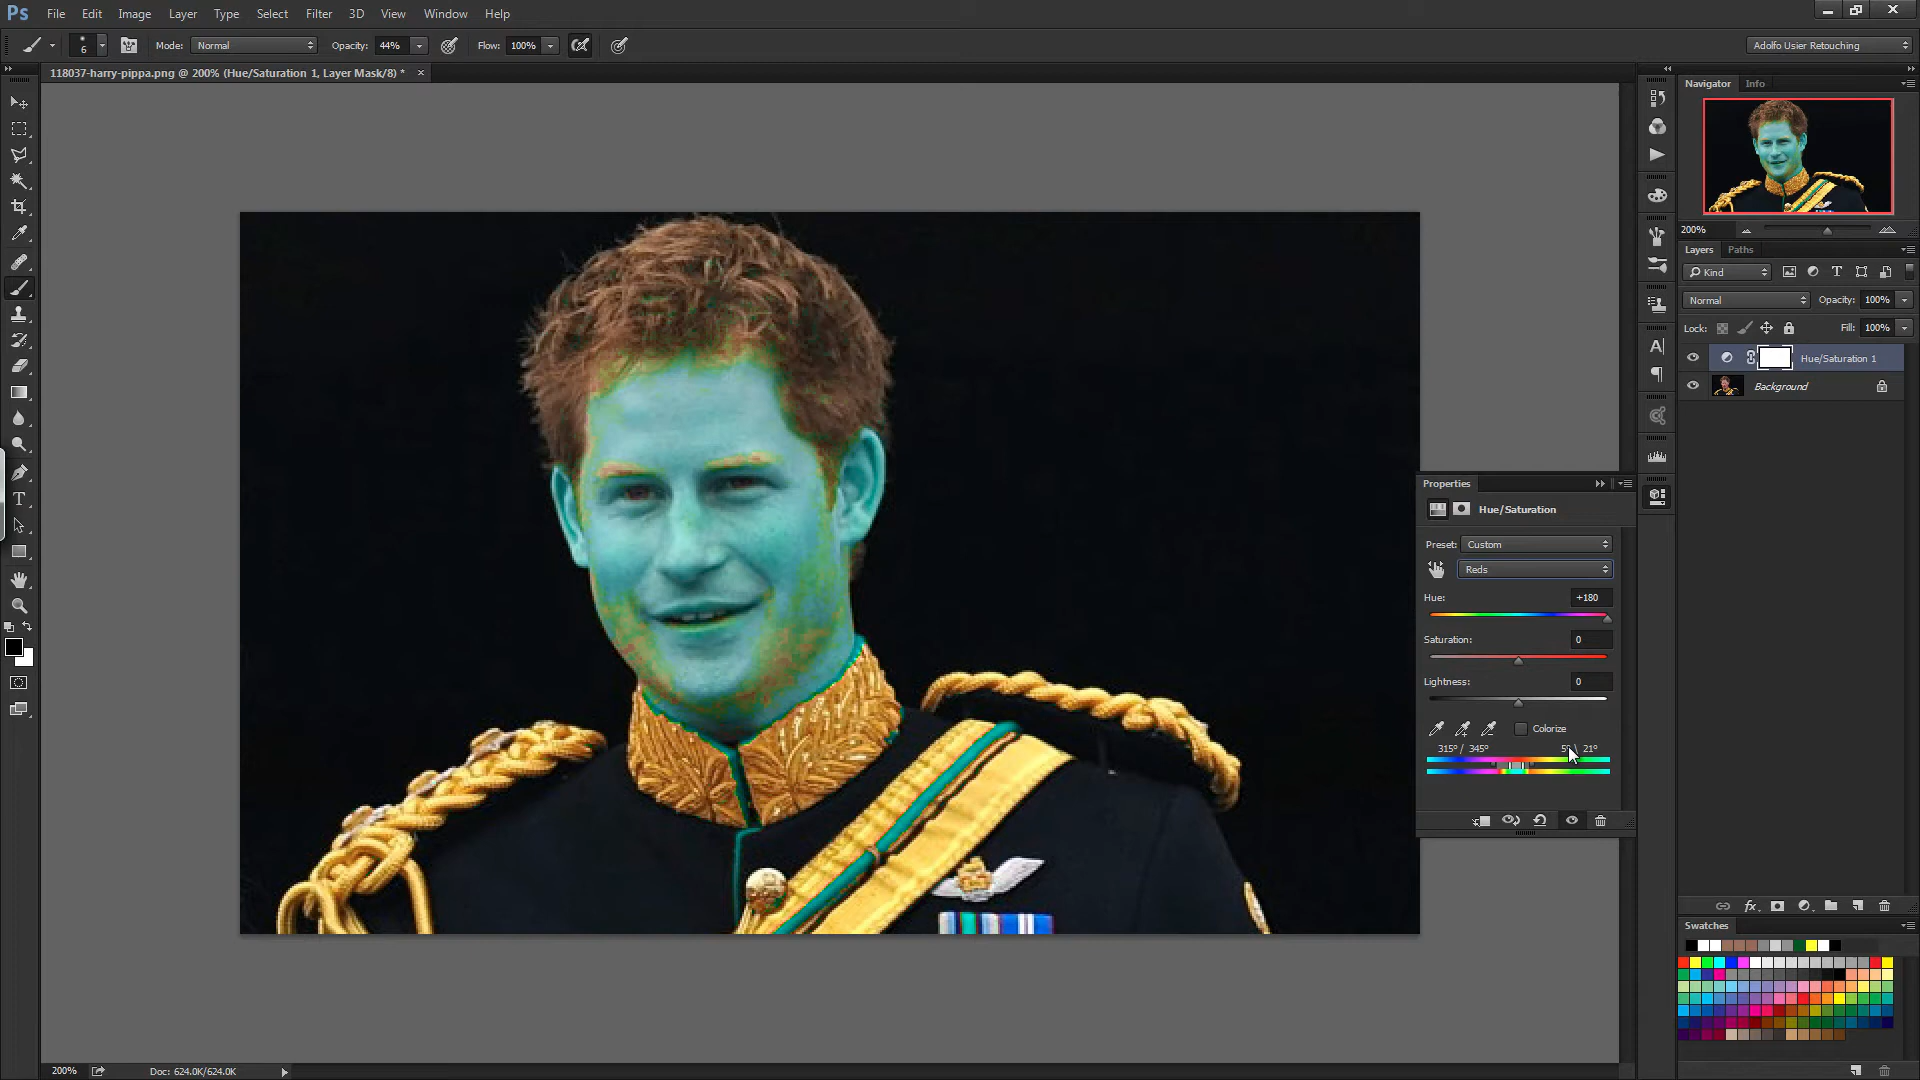 Ps File Edit Image Layer Type Select Filter 3D View Window Help
6 Mode: Normal Opacity: 44% Flow: 100% Adolfo Usier Retouching
118037-harry-pippa.png @ 200% (Hue/Saturation 1, Layer Mask/8) * ×
Navigator Info
200%
Layers Paths
Kind
Normal Opacity: 100%
Lock: Fill: 100%
Hue/Saturation 1
Background
Properties
Hue/Saturation
Preset: Custom
Reds
Hue: +180
Saturation: 0
Lightness: 0
Colorize
315°/ 345° 5° \ 21°
Swatches
200% Doc: 624.0K/624.0K